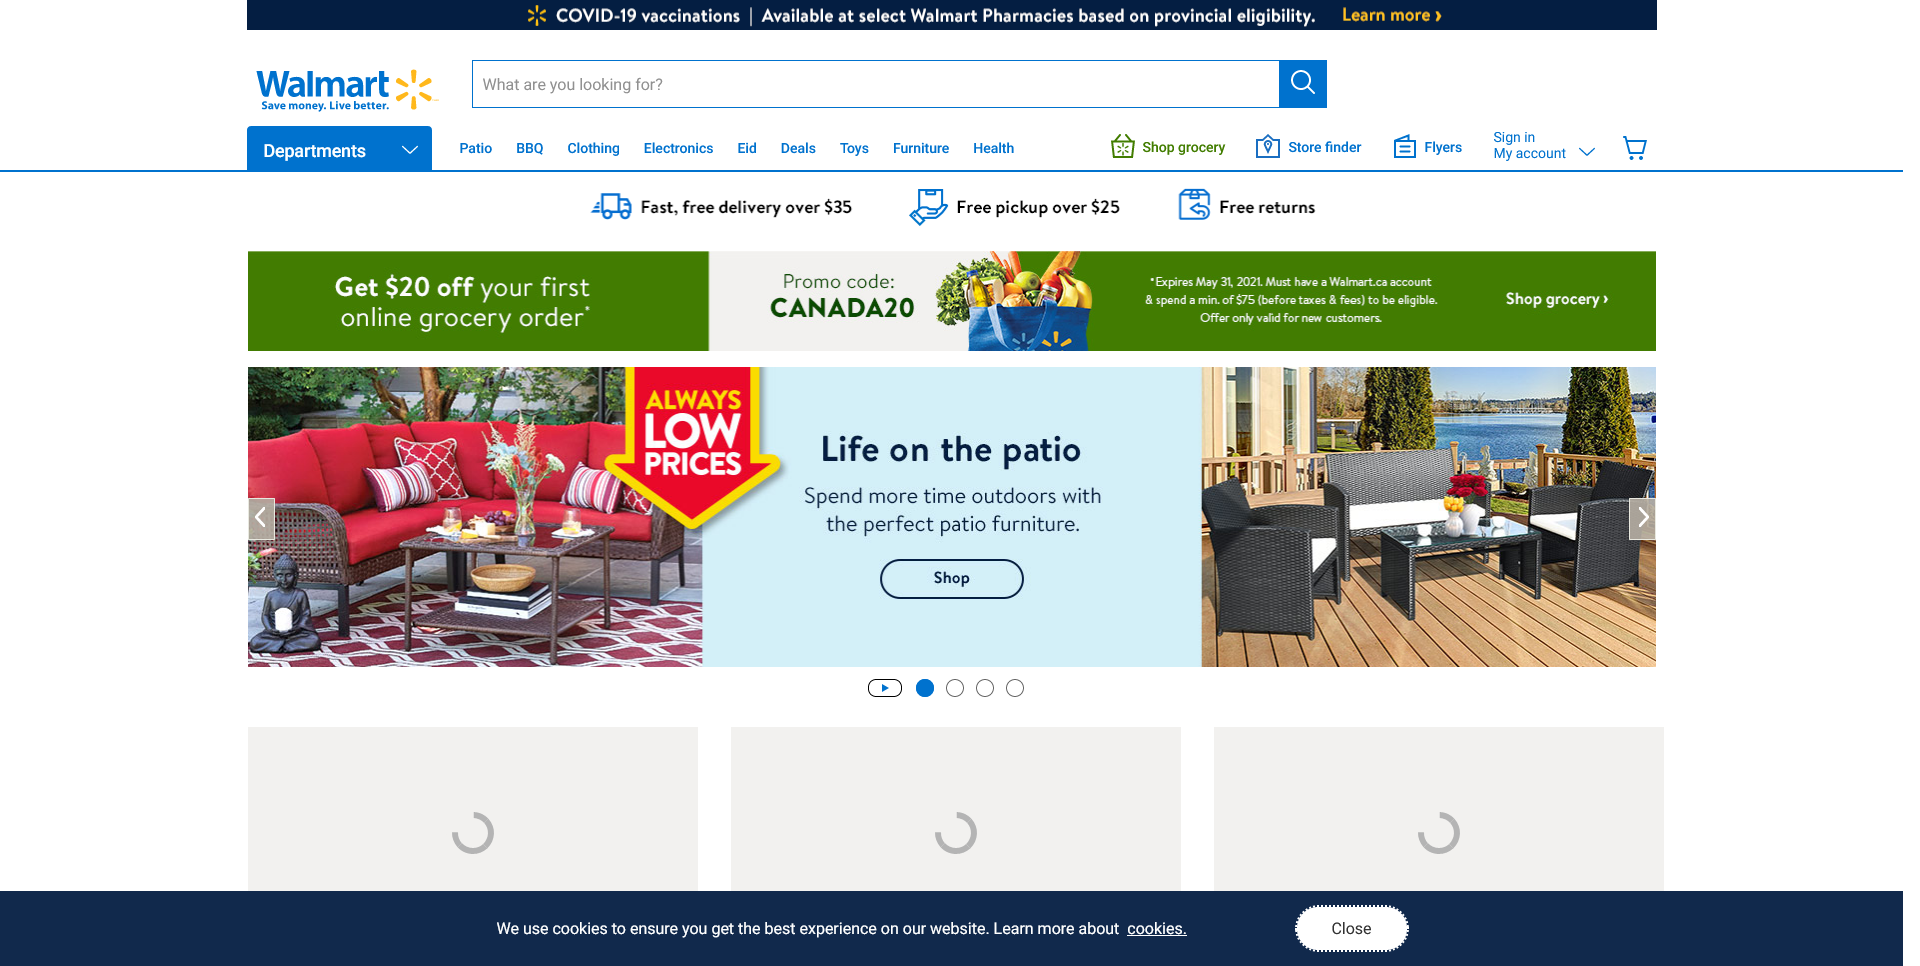 COVID-19 vaccinations | Available at select Walmart Pharmacies based on provincial eligibility. Learn more ›
Walmart
Save money. Live better.
What are you looking for?
Departments
Patio BBQ Clothing Electronics Eid Deals Toys Furniture Health
Shop grocery Store finder Flyers
Sign in
My account
Fast, free delivery over $35 Free pickup over $25 Free returns
Get $20 off your first
online grocery order*
Promo code:
CANADA20
*Expires May 31, 2021. Must have a Walmart.ca account
& spend a min. of $75 (before taxes & fees) to be eligible.
Offer only valid for new customers.
Shop grocery ›
ALWAYS
LOW
PRICES
Life on the patio
Spend more time outdoors with
the perfect patio furniture.
Shop
We use cookies to ensure you get the best experience on our website. Learn more about cookies.
Close